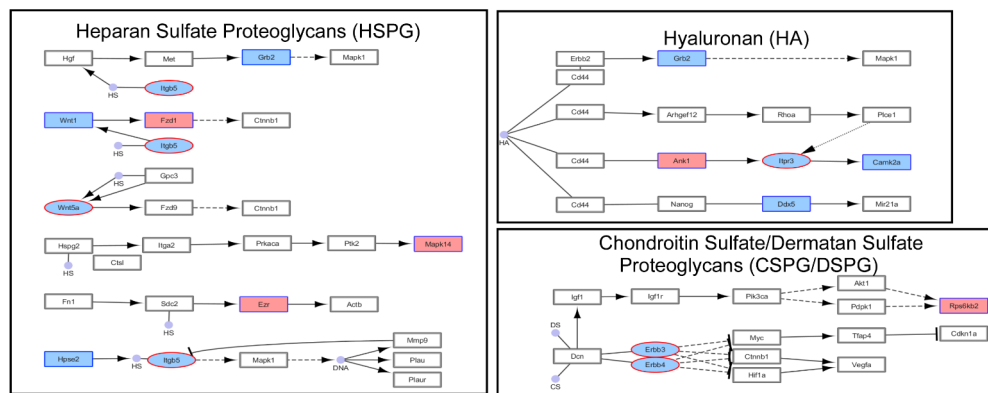 Heparan Sulfate Proteoglycans (HSPG)
Hgf Met Grb2 Mapk1
HS Itgb5
Wnt1 Fzd1 Ctnnb1
HS Itgb5
HS Gpc3
Wnt5a Fzd9 Ctnnb1
Hspg2 Itga2 Prkaca Ptk2 Mapk14
HS Ctsl
Fn1 Sdc2 Ezr Actb
HS
Mmp9
Hpse2 HS Itgb5 Mapk1 DNA Plau
Plaur
Hyaluronan (HA)
Erbb2 Grb2 Mapk1
Cd44
Cd44 Arhgef12 Rhoa Plce1
HA
Cd44 Ank1 Itpr3 Camk2a
Cd44 Nanog Ddx5 Mir21a
Chondroitin Sulfate/Dermatan Sulfate
Proteoglycans (CSPG/DSPG)
Akt1
Igf1 Igf1r Pik3ca
Pdpk1 Rps6kb2
DS
Myc Tfap4 Cdkn1a
Dcn Erbb3 Ctnnb1 Vegfa
Erbb4 Hif1a
CS